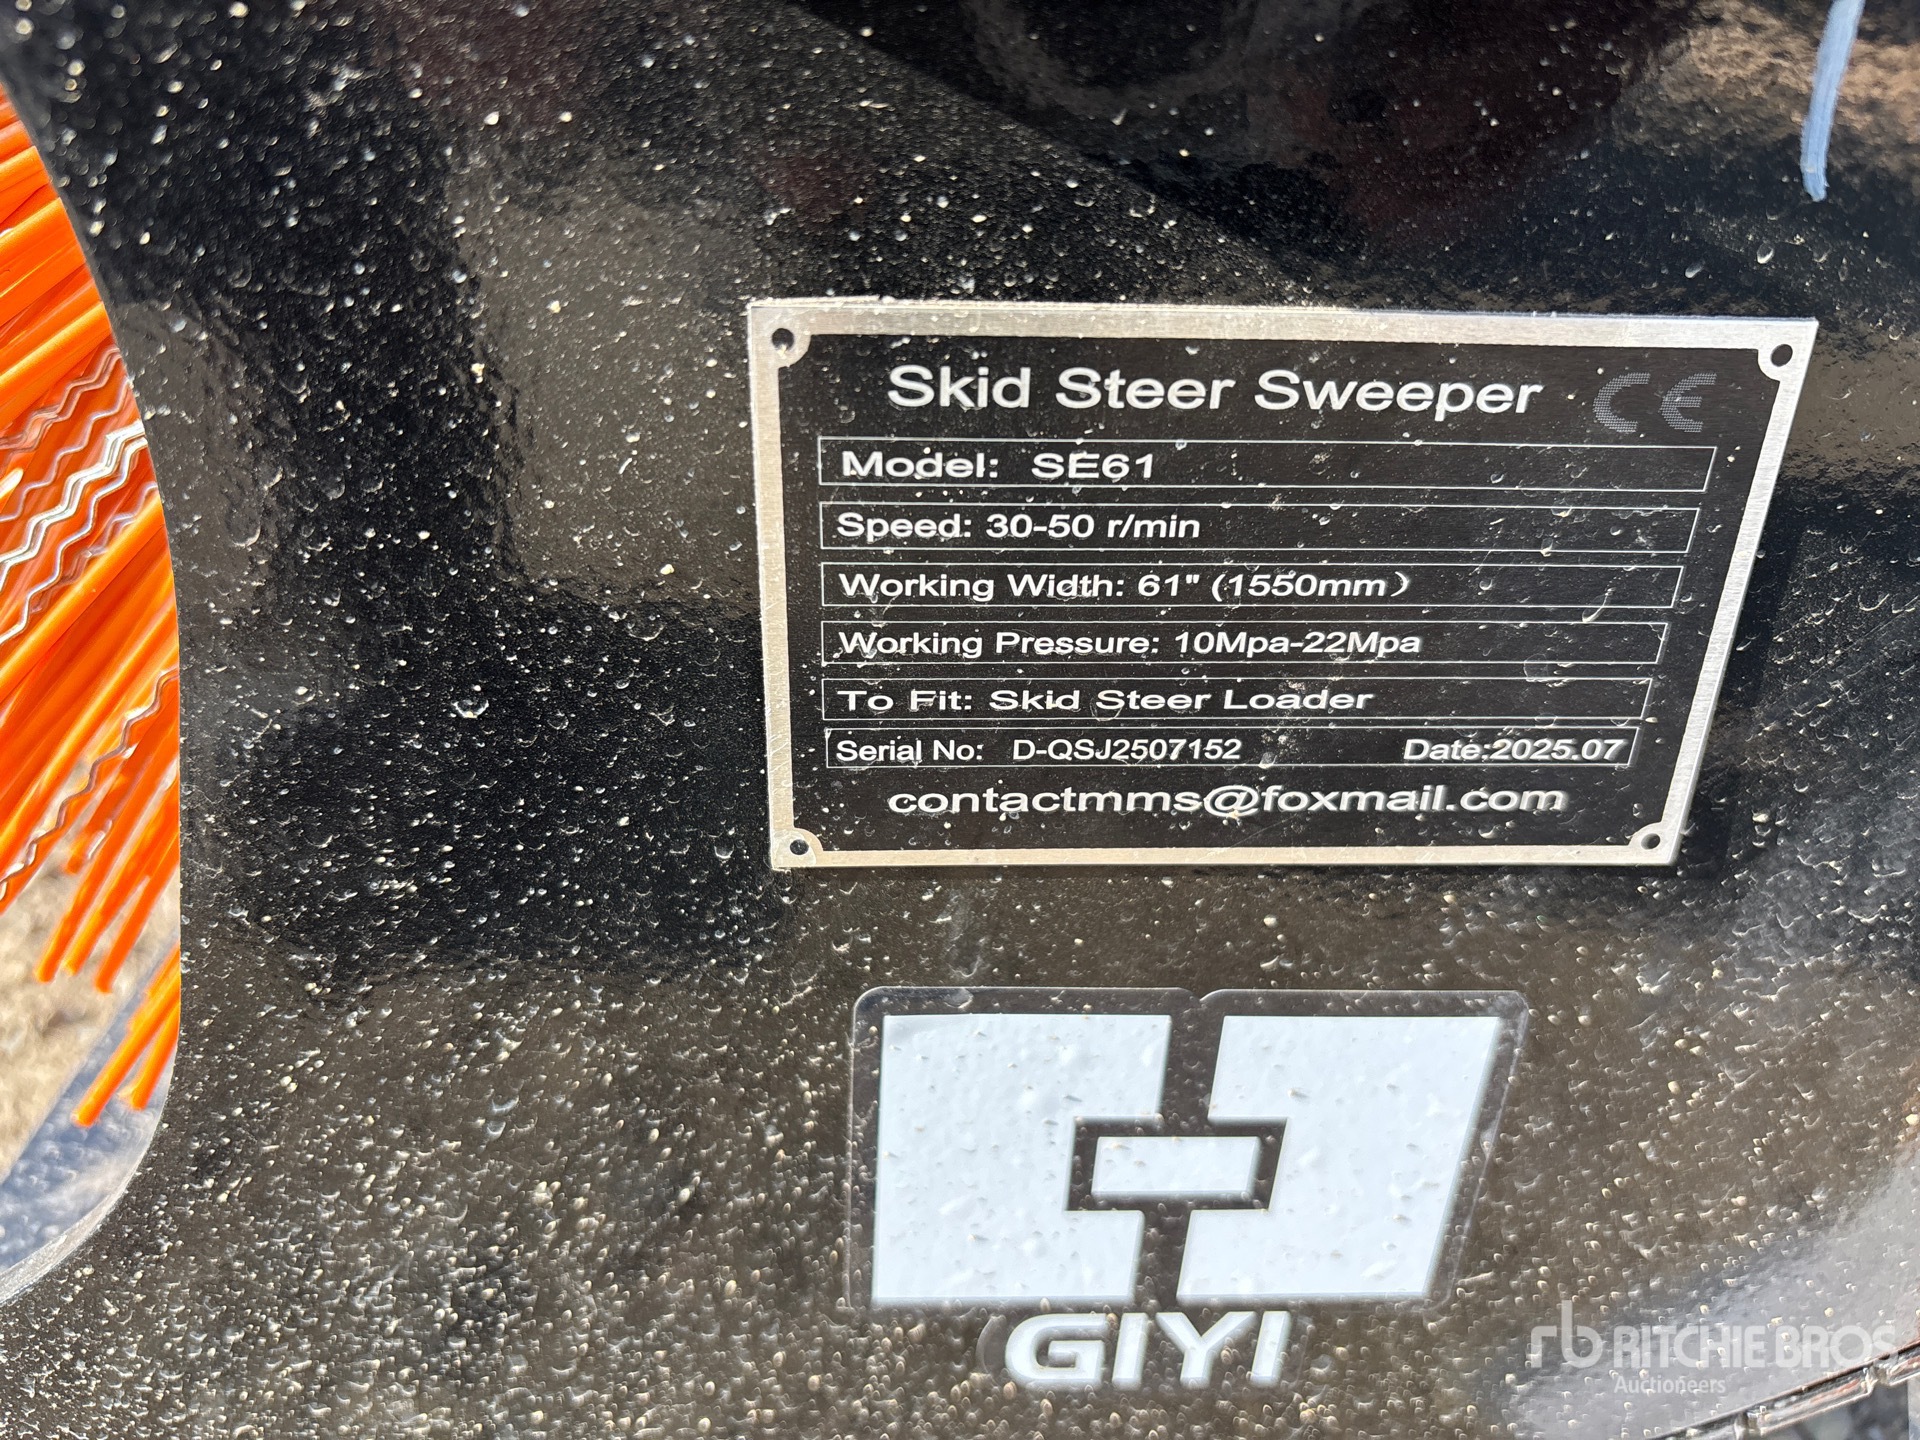 Skid Steer Sweeper CE
Model: SE61
Speed: 30-50 r/min
Working Width: 61" (1550mm）
Working Pressure: 10Mpa-22Mpa
To Fit: Skid Steer Loader
Serial No: D-QSJ2507152 Date:2025.07
contactmms@foxmail.com
GIYI
rb RITCHIE BROS
Auctioneers